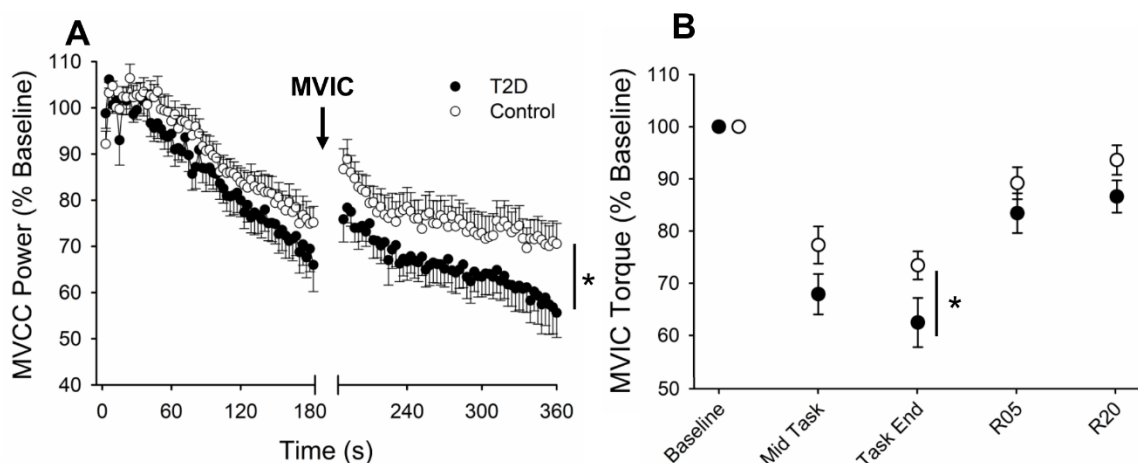 A
MVCC Power (% Baseline)
110
100
90
80
70
60
50
40
MVIC
T2D
Control
*
0 60 120 180 240 300 360
Time (s)
B
MVIC Torque (% Baseline)
110
100
90
80
70
60
50
*
Baseline
Mid Task
Task End
R05
R20